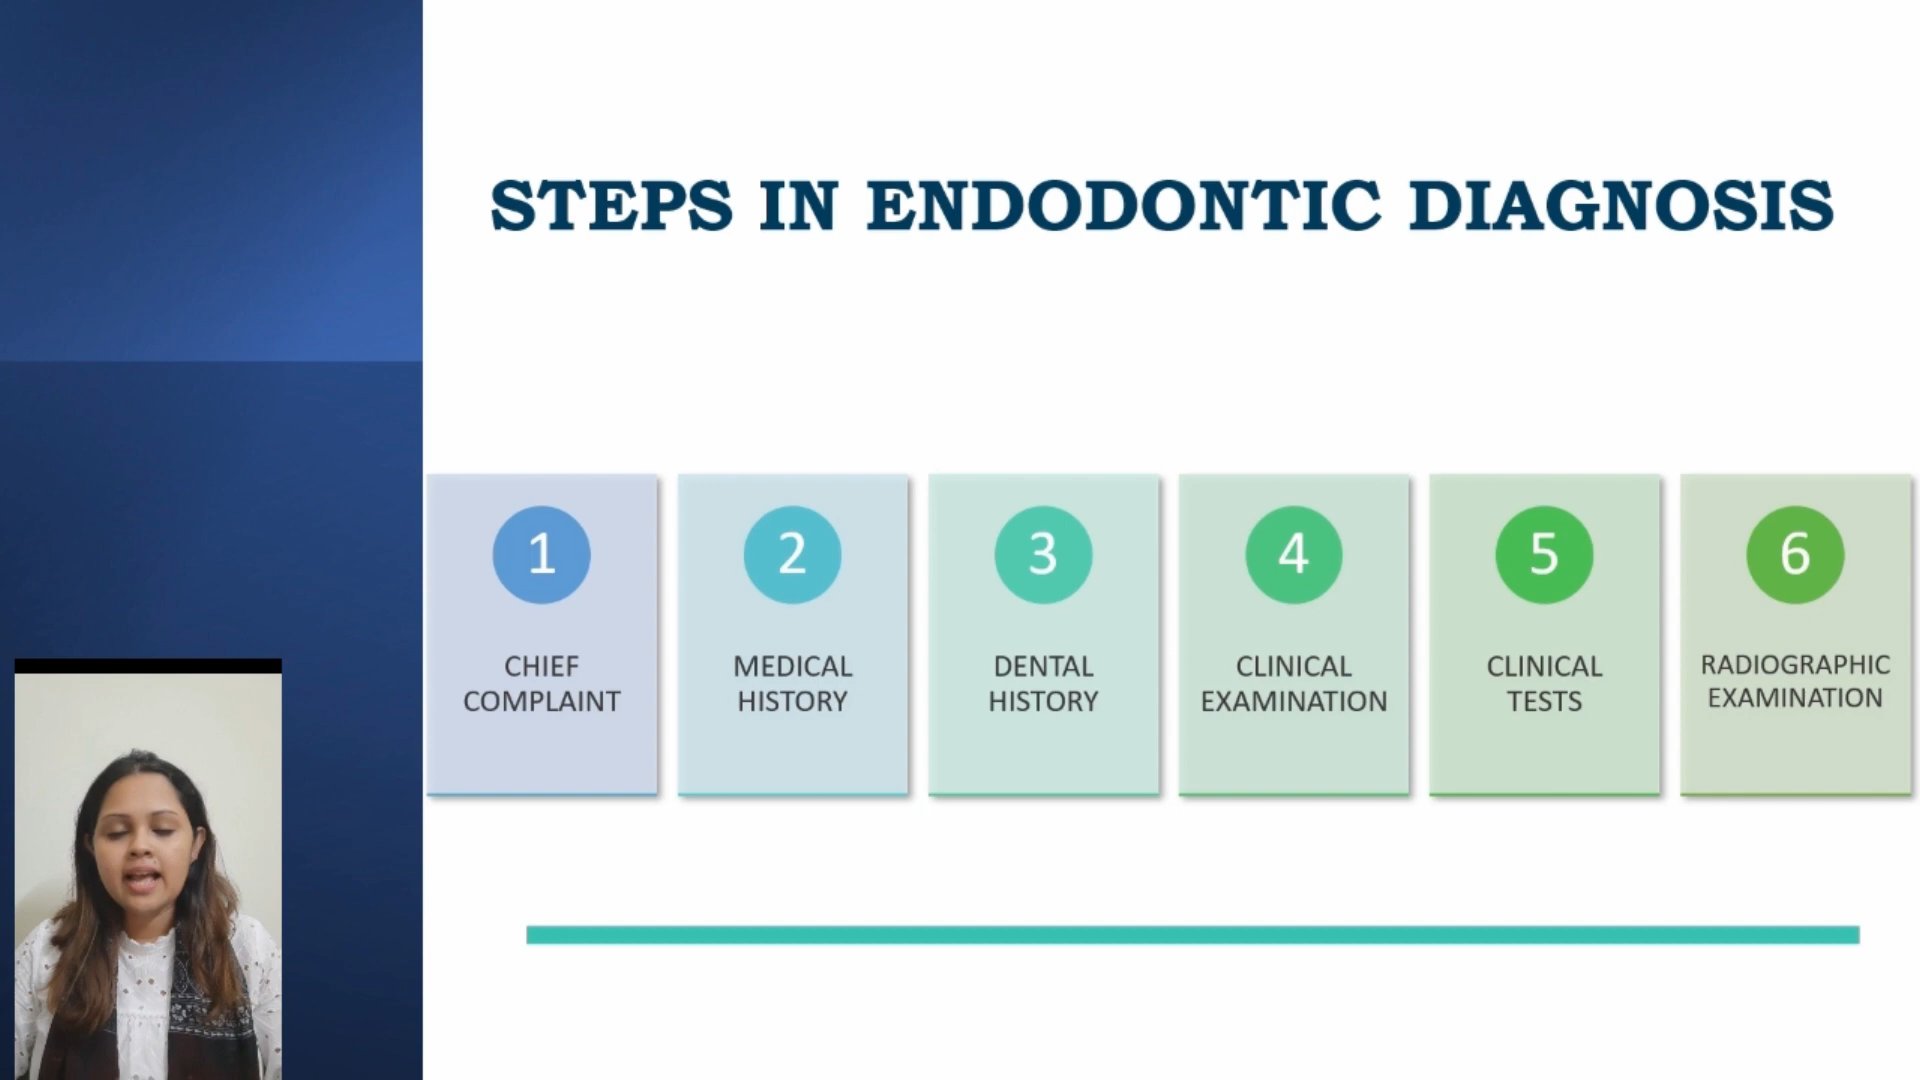 STEPS IN ENDODONTIC DIAGNOSIS
1
CHIEF
COMPLAINT
2
MEDICAL
HISTORY
3
DENTAL
HISTORY
4
CLINICAL
EXAMINATION
5
CLINICAL
TESTS
6
RADIOGRAPHIC
EXAMINATION